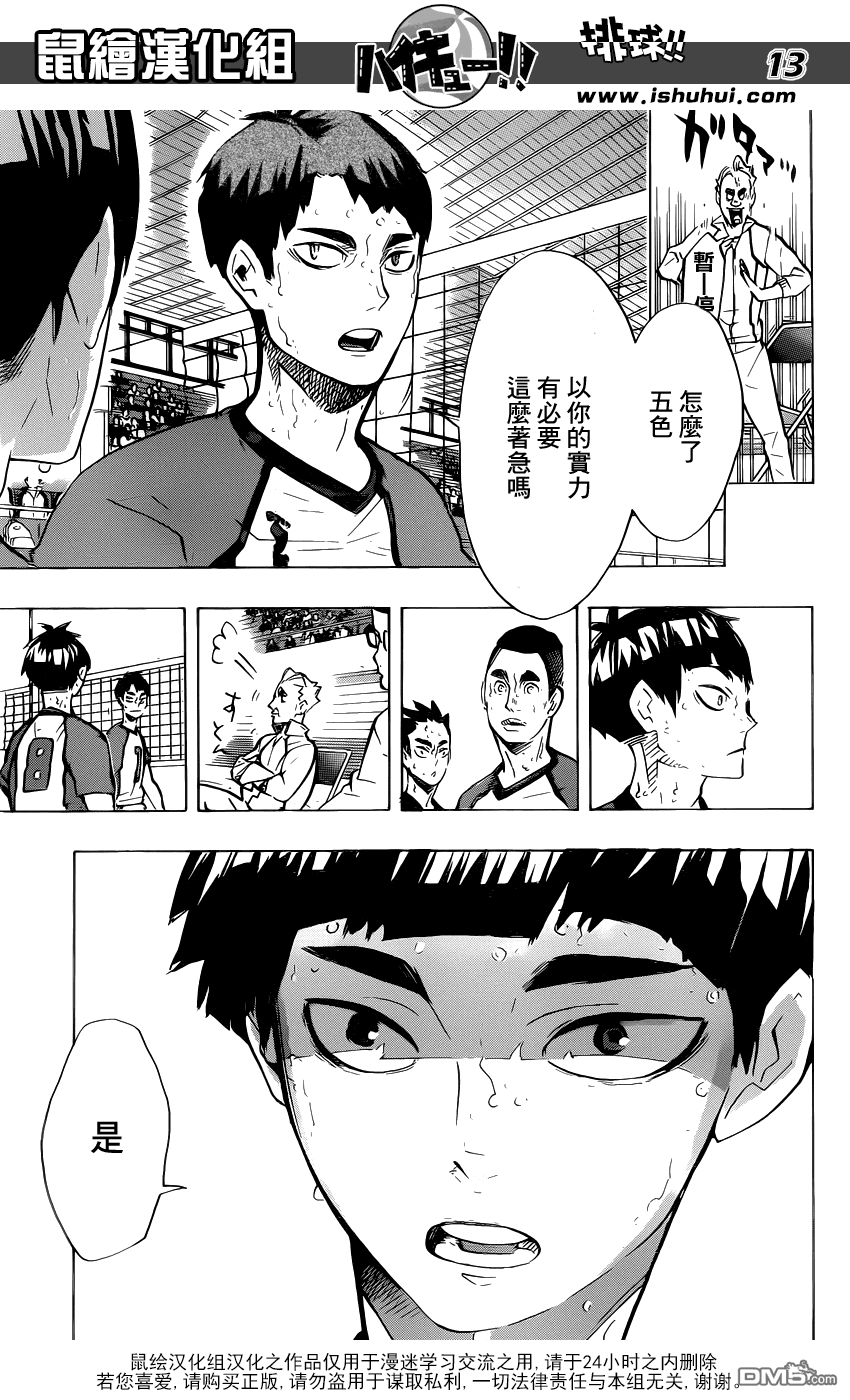 鼠繪漢化組
ハイキュー!!
排球!!
13
www.ishuhui.com
ガタァッ
暫停
怎麼了
五色
以你的實力
有必要
這麼著急嗎
すとっ
8
是
鼠绘汉化组汉化之作品仅用于漫迷学习交流之用,请于24小时之内删除
若您喜爱,请购买正版,请勿盗用于谋取私利,一切法律责任与本组无关,谢谢。
DM5.com